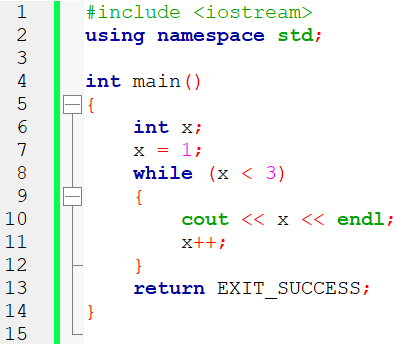 1 #include <iostream>
2 using namespace std;
3
4 int main()
5 {
6 int x;
7 x = 1;
8 while (x < 3)
9 {
10 cout << x << endl;
11 x++;
12 }
13 return EXIT_SUCCESS;
14 }
15